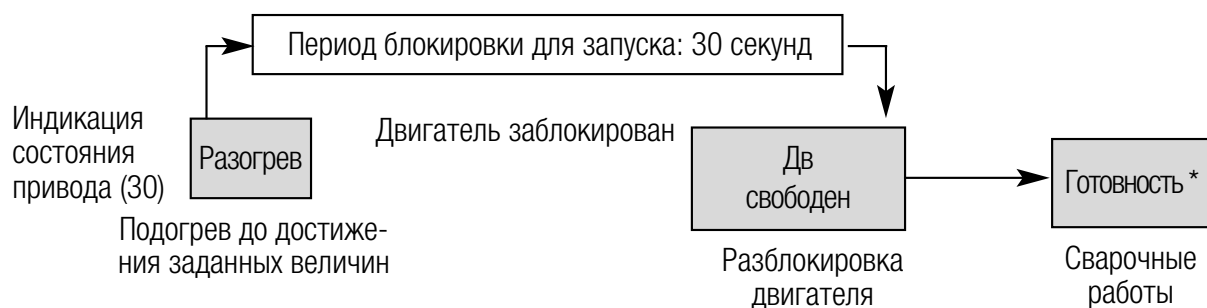 Период блокировки для запуска: 30 секунд
Индикация
состояния
привода (30)
Разогрев
Подогрев до достиже-
ния заданных величин
Двигатель заблокирован
Дв
свободен
Разблокировка
двигателя
Готовность *
Сварочные
работы